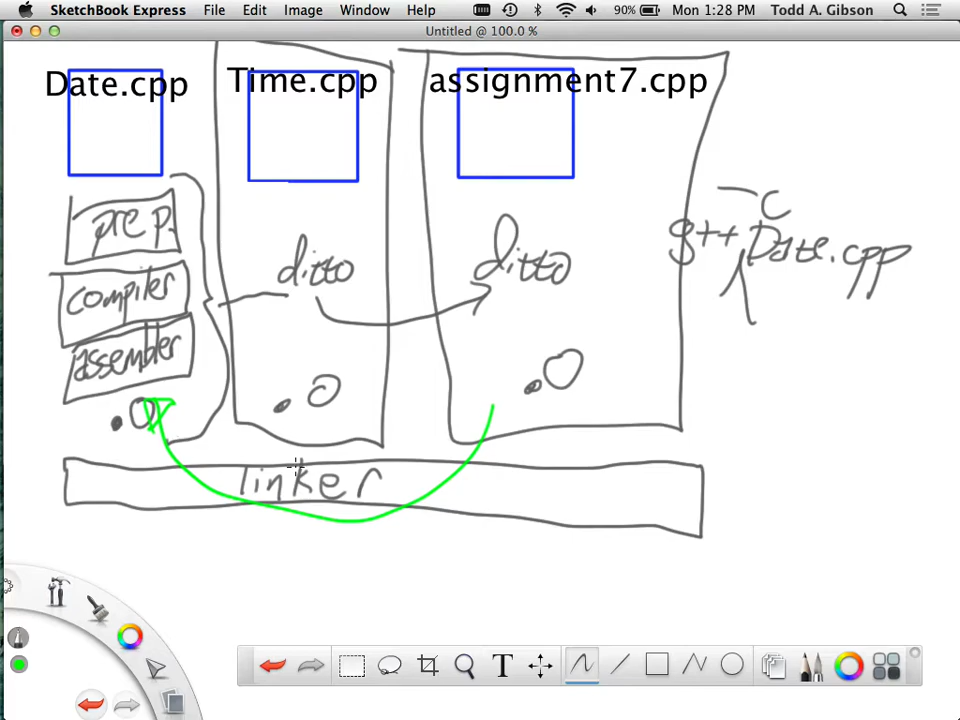 SketchBook Express File Edit Image Window Help 90% Mon 1:28 PM Todd A. Gibson
Untitled @ 100.0 %
Date.cpp Time.cpp assignment7.cpp
prep.
compiler
assembler
.O
ditto
.O
ditto
.O
-c
g++ Date.cpp
linker
T